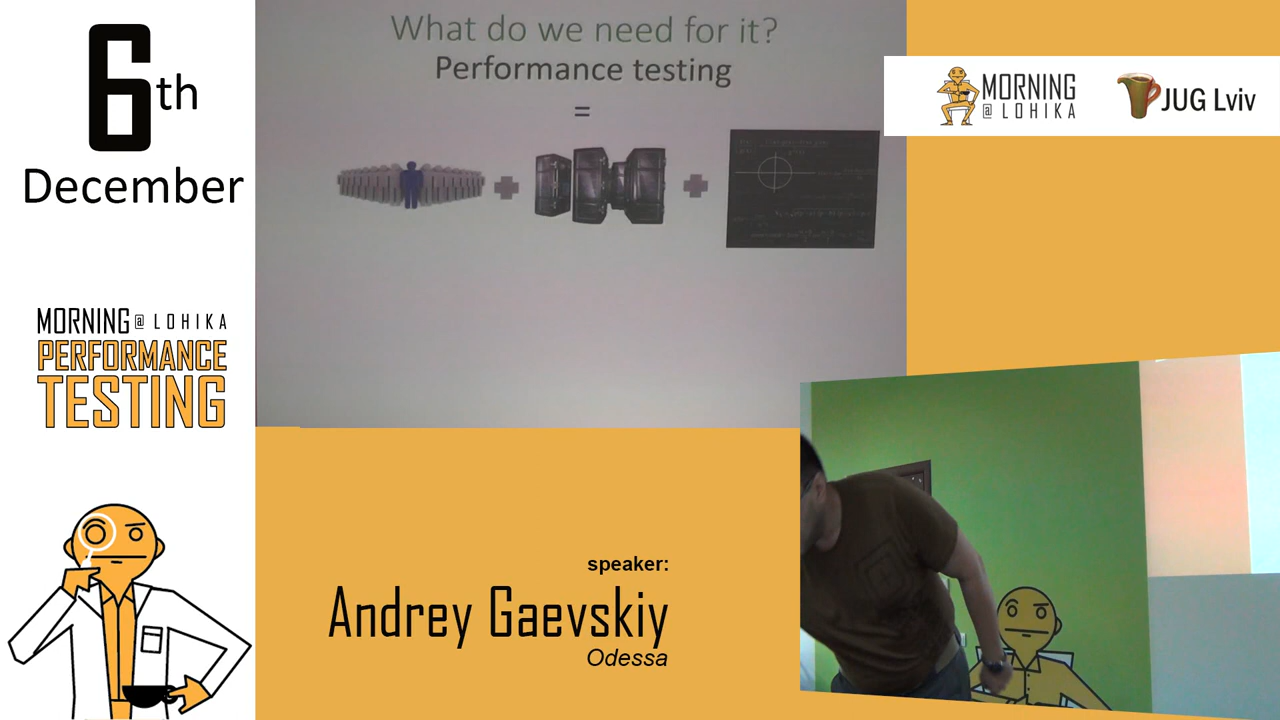 6th
December
MORNING @ LOHIKA
PERFORMANCE
TESTING
What do we need for it?
Performance testing
=
MORNING
@ LOHIKA
JUG Lviv
speaker:
Andrey Gaevskiy
Odessa